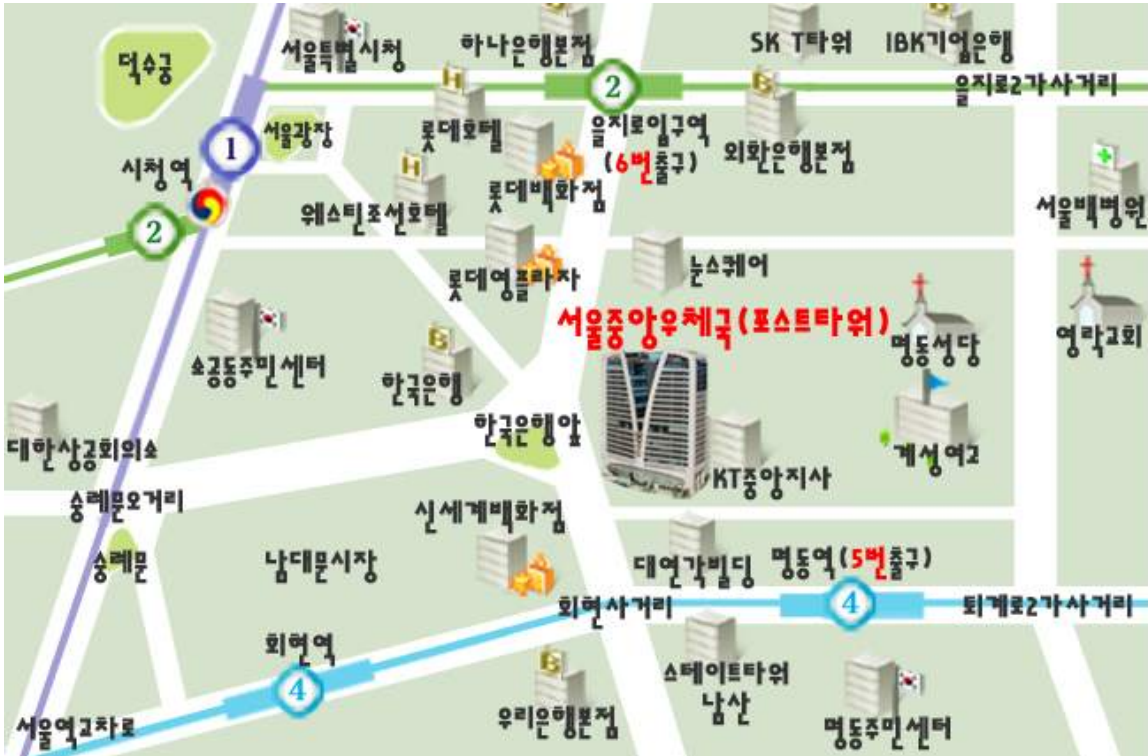 서울특별시청
하나은행본점
SK T타워
IBK기업은행
덕수궁
2
을지로2가사거리
서울광장
롯데호텔
을지로입구역
(6번출구)
외환은행본점
1
시청역
롯데백화점
웨스틴조선호텔
서울백병원
2
롯데영플라자
눈스퀘어
서울중앙우체국(포스트타워)
명동성당
영락교회
소공동주민센터
한국은행
한국은행앞
대한상공회의소
계성여고
KT중앙지사
숭례문오거리
신세계백화점
숭례문
남대문시장
대연각빌딩
명동역(5번출구)
4
회현사거리
퇴계로2가사거리
회현역
4
스테이트타워
남산
서울역교차로
우리은행본점
명동주민센터
H
H
B
B
B
B